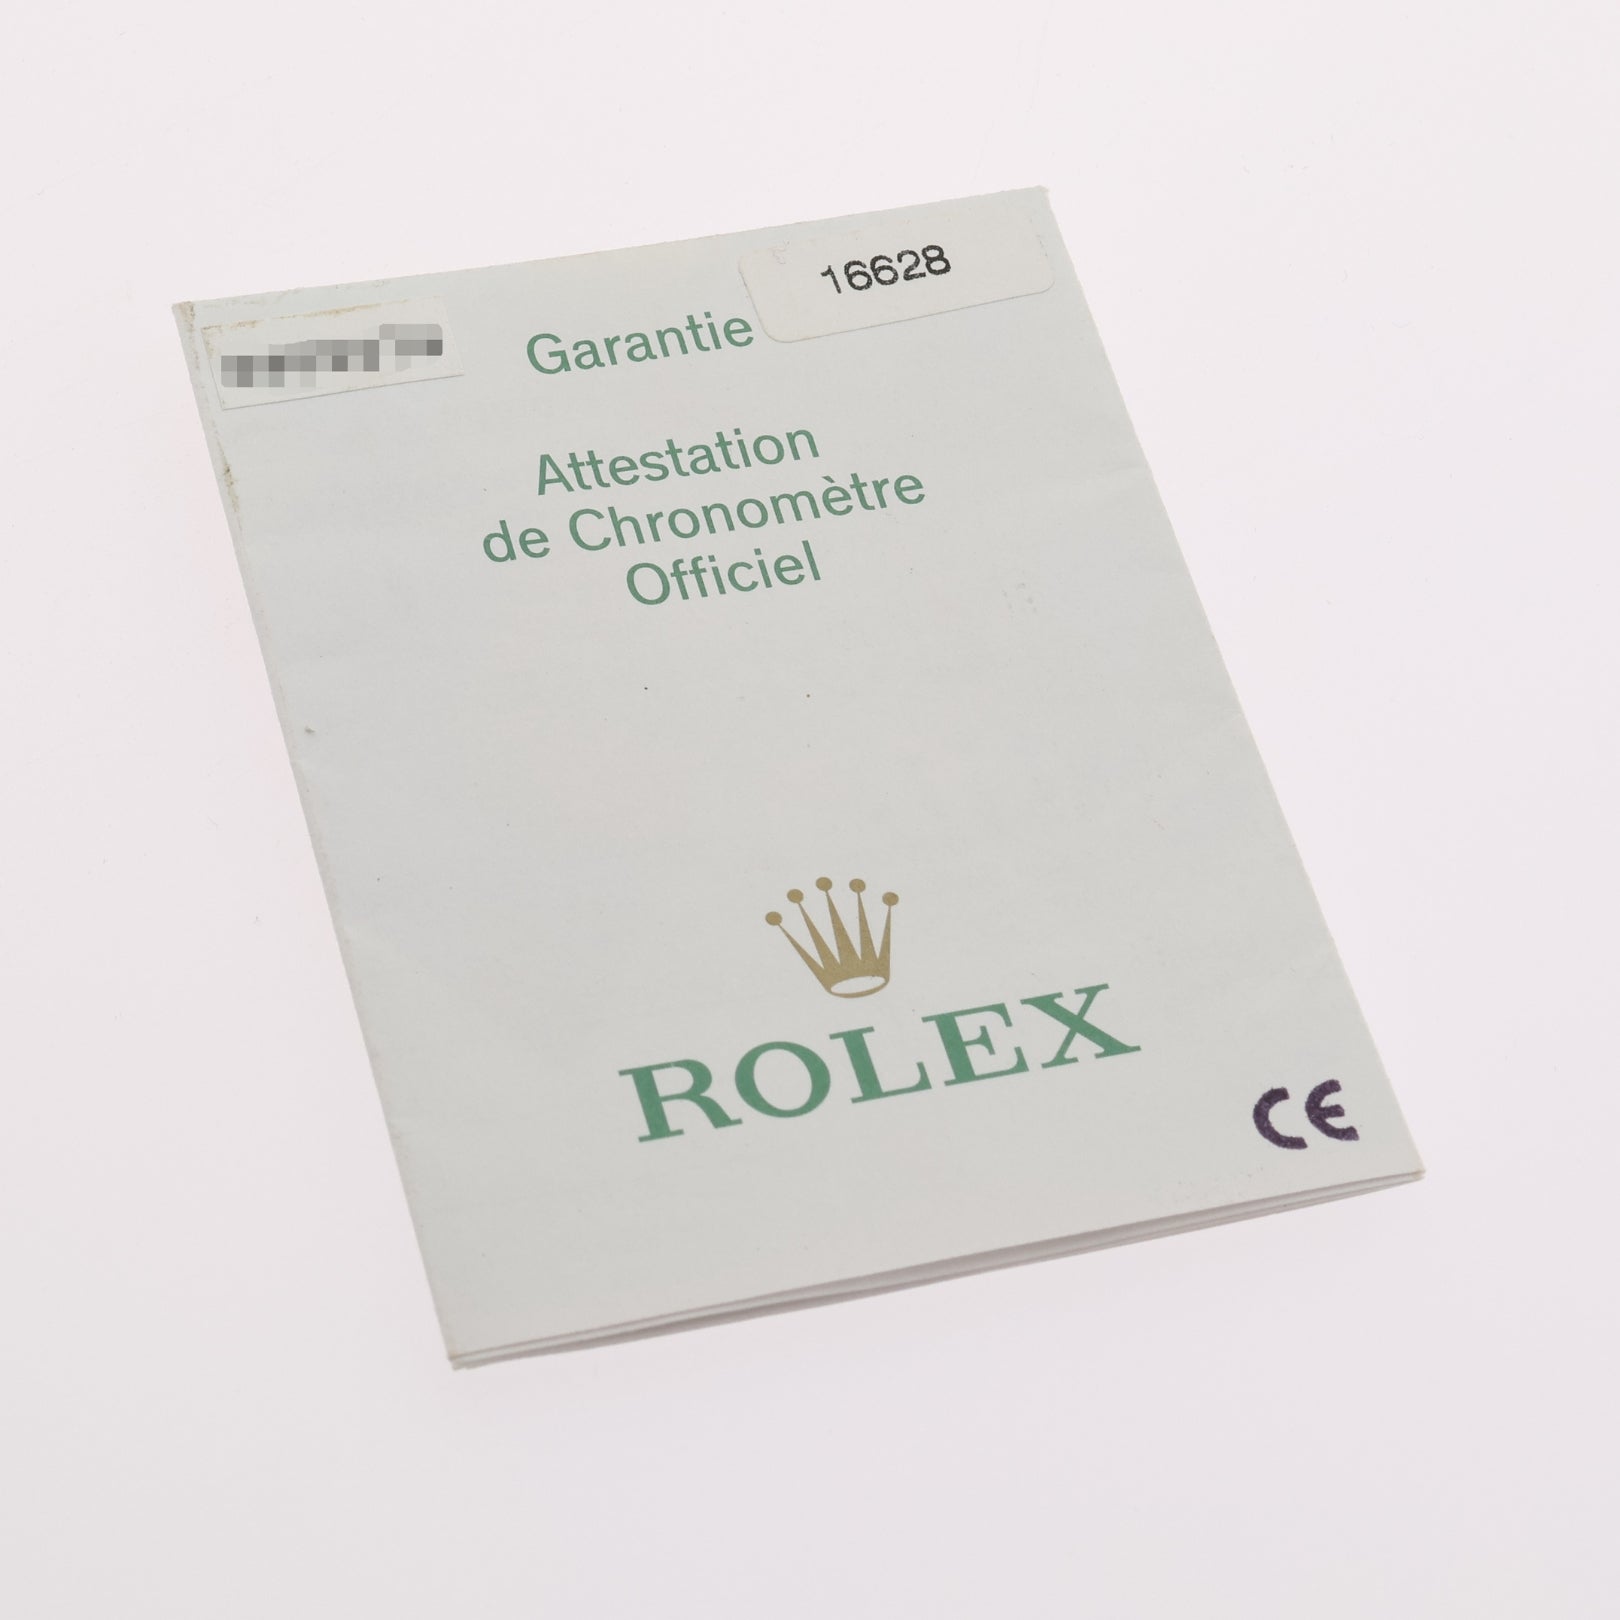 16628
Garantie
Attestation
de Chronomètre
Officiel
ROLEX
CE